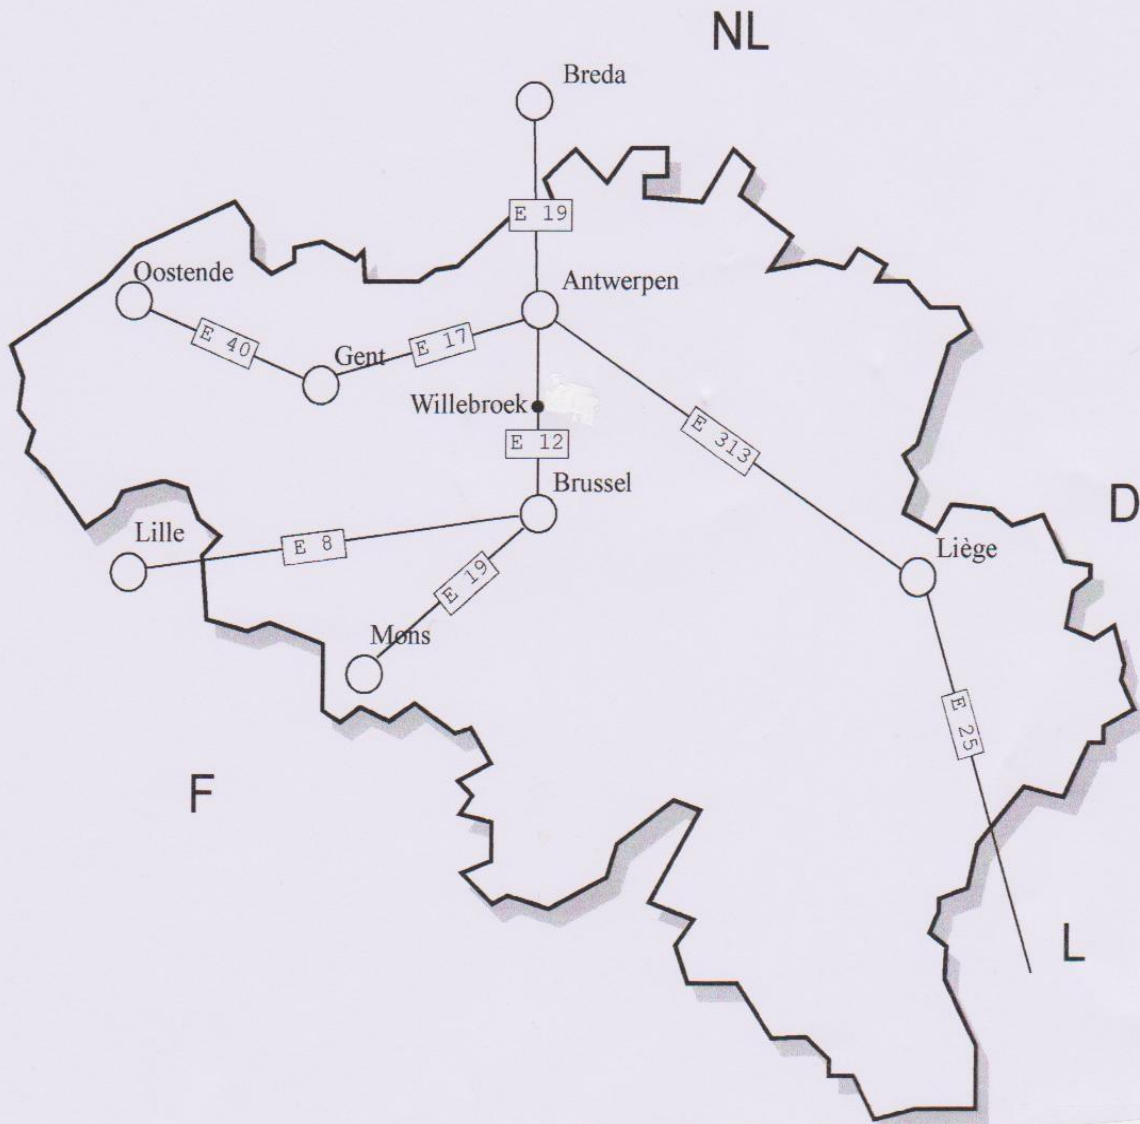 NL
Breda
E 19
Oostende
Antwerpen
E 40
E 17
Gent
Willebroek
E 313
E 12
Brussel
D
Lille
E 8
Liège
E 19
Mons
E 25
F
L